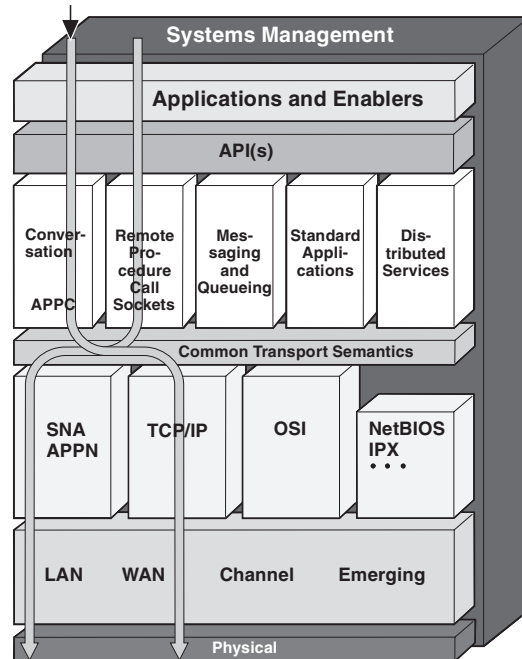 Systems Management
Applications and Enablers
API(s)
Conver-
sation
APPC
Remote
Pro-
cedure
Call
Sockets
Mes-
saging
and
Queueing
Standard
Appli-
cations
Dis-
tributed
Services
Common Transport Semantics
SNA
APPN
TCP/IP
OSI
NetBIOS
IPX
• • •
LAN WAN Channel Emerging
Physical